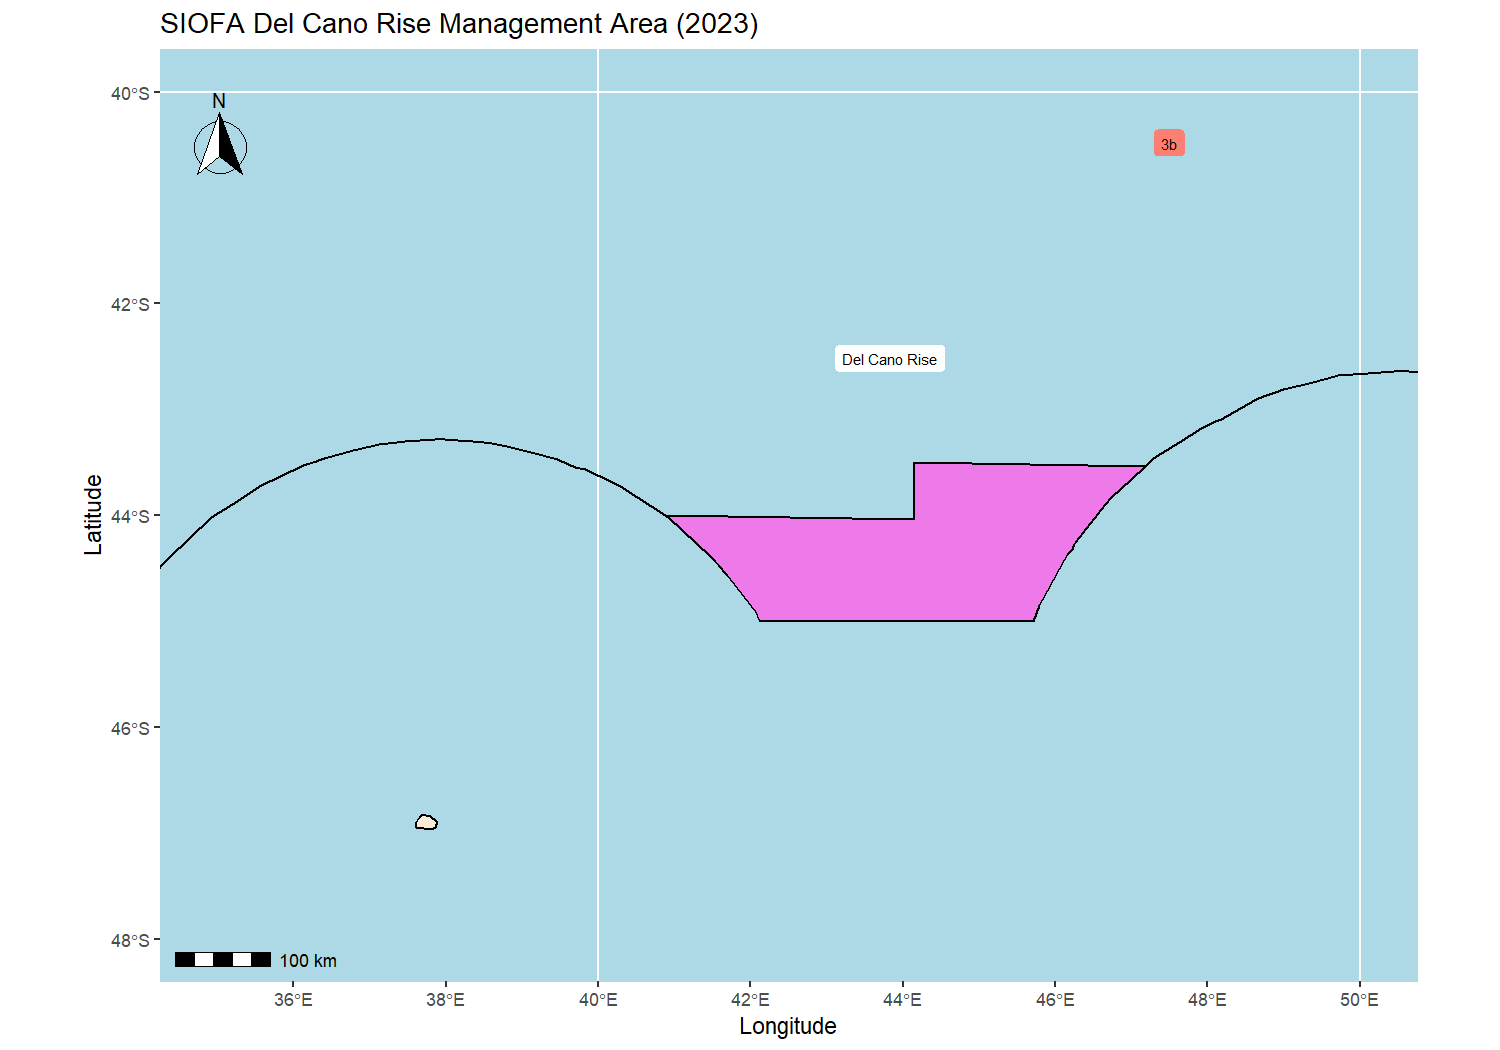 SIOFA Del Cano Rise Management Area (2023)
40°S
N
3b
42°S
Del Cano Rise
Latitude
44°S
46°S
48°S
100 km
36°E
38°E
40°E
42°E
44°E
46°E
48°E
50°E
Longitude